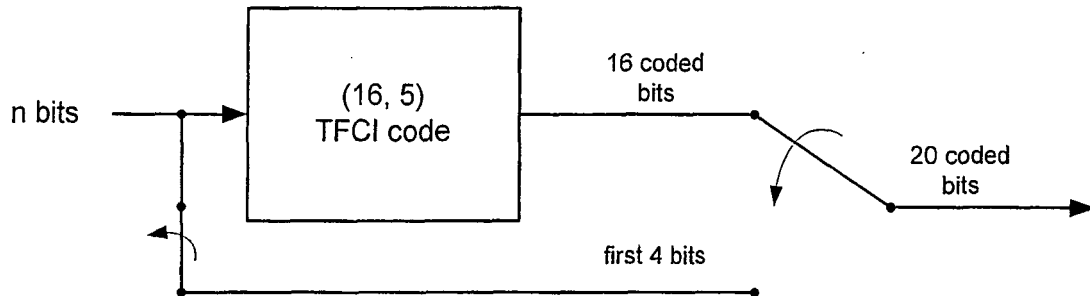 n bits
(16, 5)
TFCI code
16 coded
bits
20 coded
bits
first 4 bits